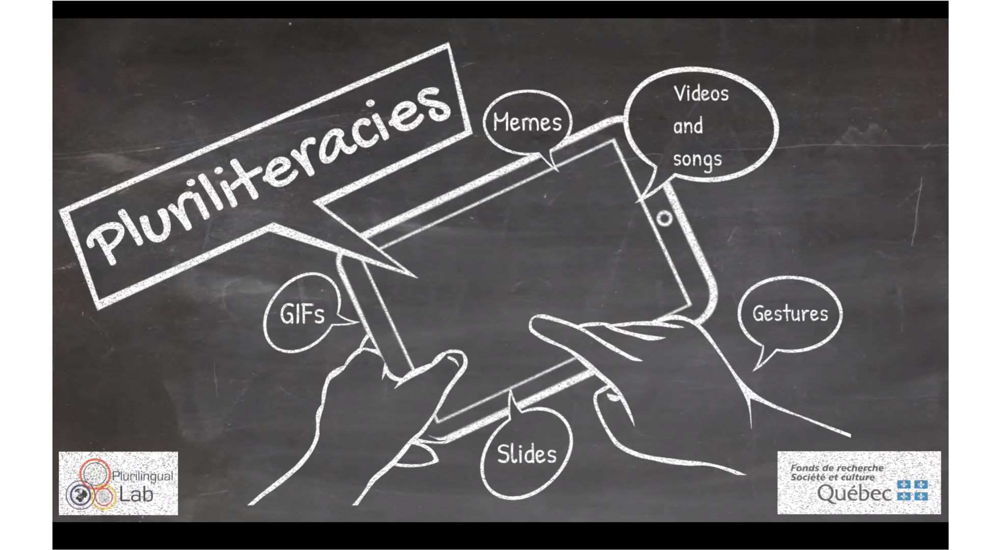 Pluriliteracies
Memes
Videos
and
songs
GIFs
Gestures
Slides
Plurilingual
Lab
Fonds de recherche
Société et culture
Québec